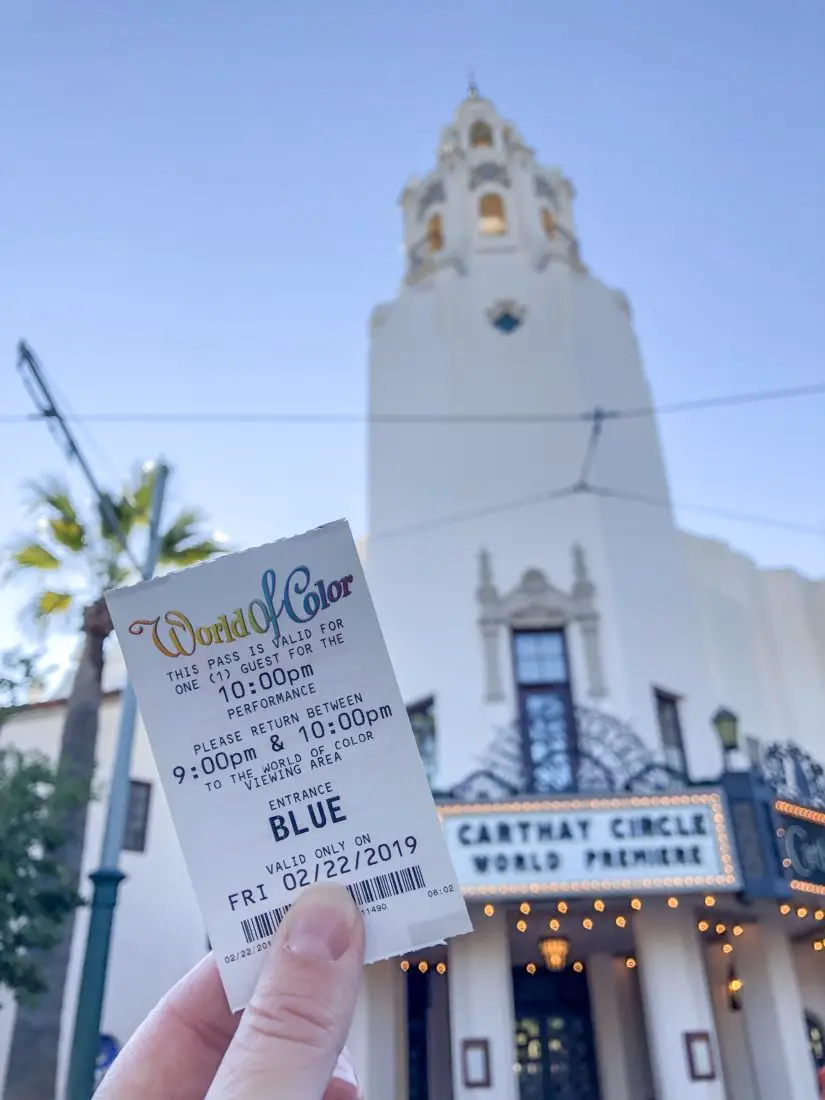 World Of Color
THIS PASS IS VALID FOR
ONE (1) GUEST FOR THE
10:00pm
PERFORMANCE
PLEASE RETURN BETWEEN
9:00pm & 10:00pm
TO THE WORLD OF COLOR
VIEWING AREA
ENTRANCE
BLUE
VALID ONLY ON
FRI 02/22/2019
08:02
CARTHAY CIRCLE
WORLD PREMIERE